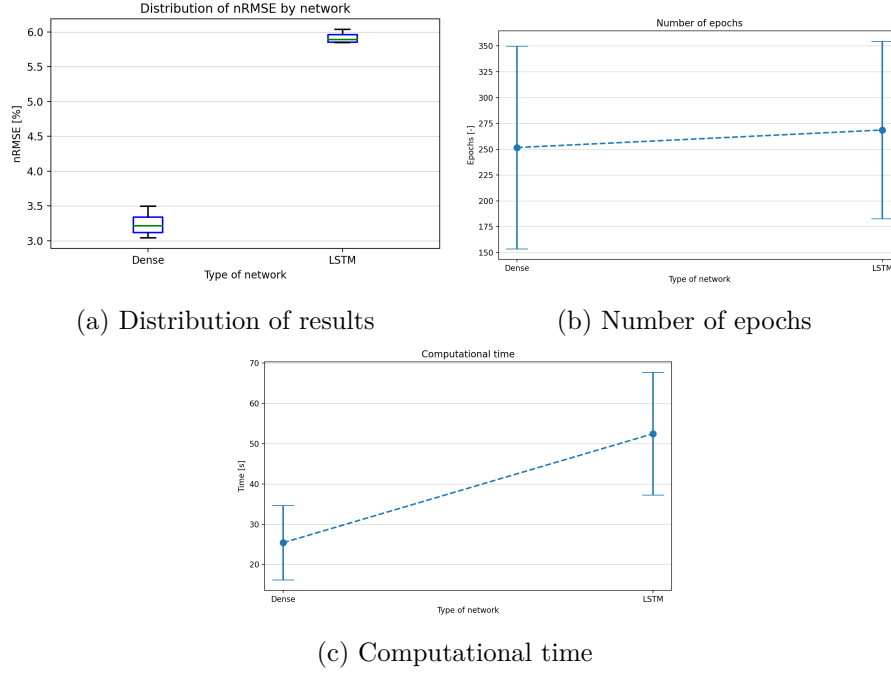 Distribution of nRMSE by network
nRMSE [%]
6.0
5.5
5.0
4.5
4.0
3.5
3.0
Dense
LSTM
Type of network
(a) Distribution of results
Number of epochs
Epochs [-]
350
325
300
275
250
225
200
175
150
Dense
LSTM
Type of network
(b) Number of epochs
Computational time
Time [s]
70
60
50
40
30
20
Dense
LSTM
Type of network
(c) Computational time